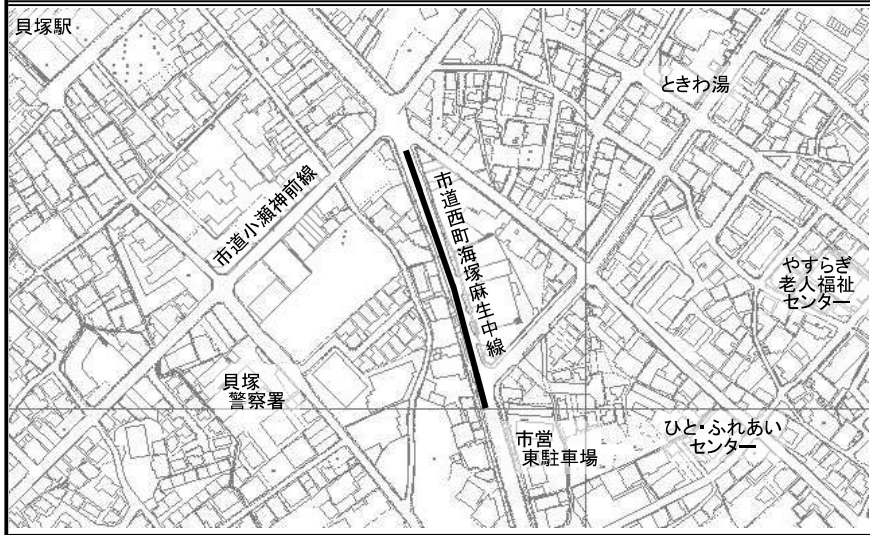 貝塚駅
ときわ湯
市道小瀬神前線
市道西町海塚麻生中線
やすらぎ
老人福祉
センター
貝塚
警察署
市営
東駐車場
ひと・ふれあい
センター